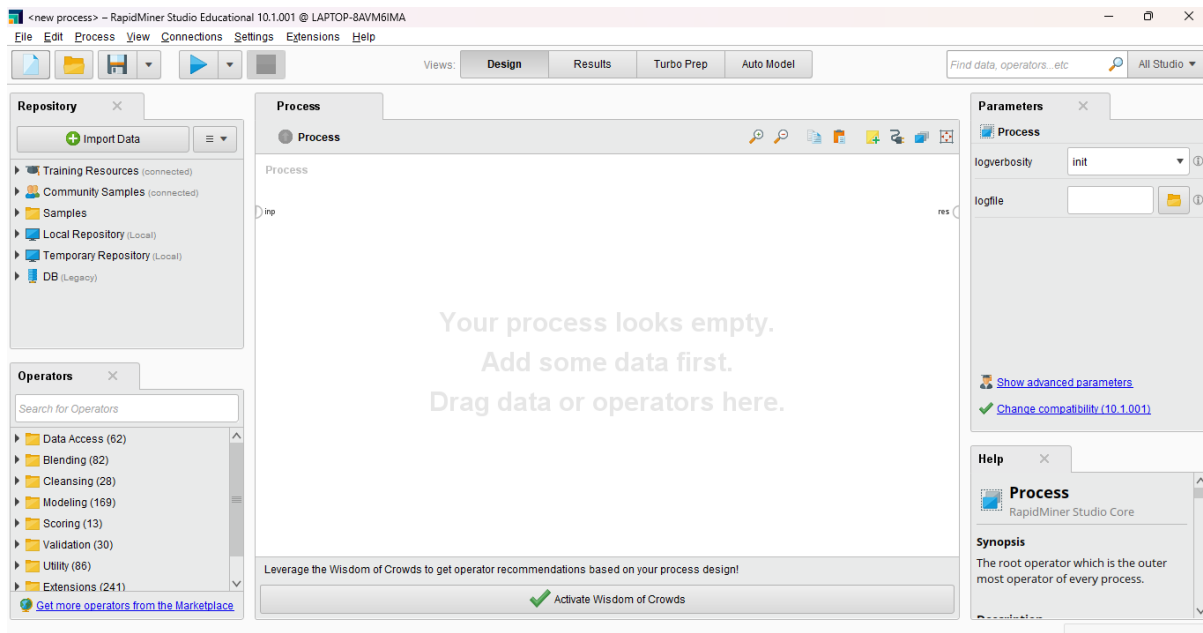 <new process> – RapidMiner Studio Educational 10.1.001 @ LAPTOP-8AVM6IMA
File Edit Process View Connections Settings Extensions Help
Views: Design Results Turbo Prep Auto Model
Find data, operators...etc
All Studio
Repository
Import Data
Training Resources (connected)
Community Samples (connected)
Samples
Local Repository (Local)
Temporary Repository (Local)
DB (Legacy)
Operators
Search for Operators
Data Access (62)
Blending (82)
Cleansing (28)
Modeling (169)
Scoring (13)
Validation (30)
Utility (86)
Extensions (241)
Get more operators from the Marketplace
Process
Process
Process
inp
res
Your process looks empty.
Add some data first.
Drag data or operators here.
Leverage the Wisdom of Crowds to get operator recommendations based on your process design!
Activate Wisdom of Crowds
Parameters
Process
logverbosity
init
logfile
Show advanced parameters
Change compatibility (10.1.001)
Help
Process
RapidMiner Studio Core
Synopsis
The root operator which is the outer
most operator of every process.